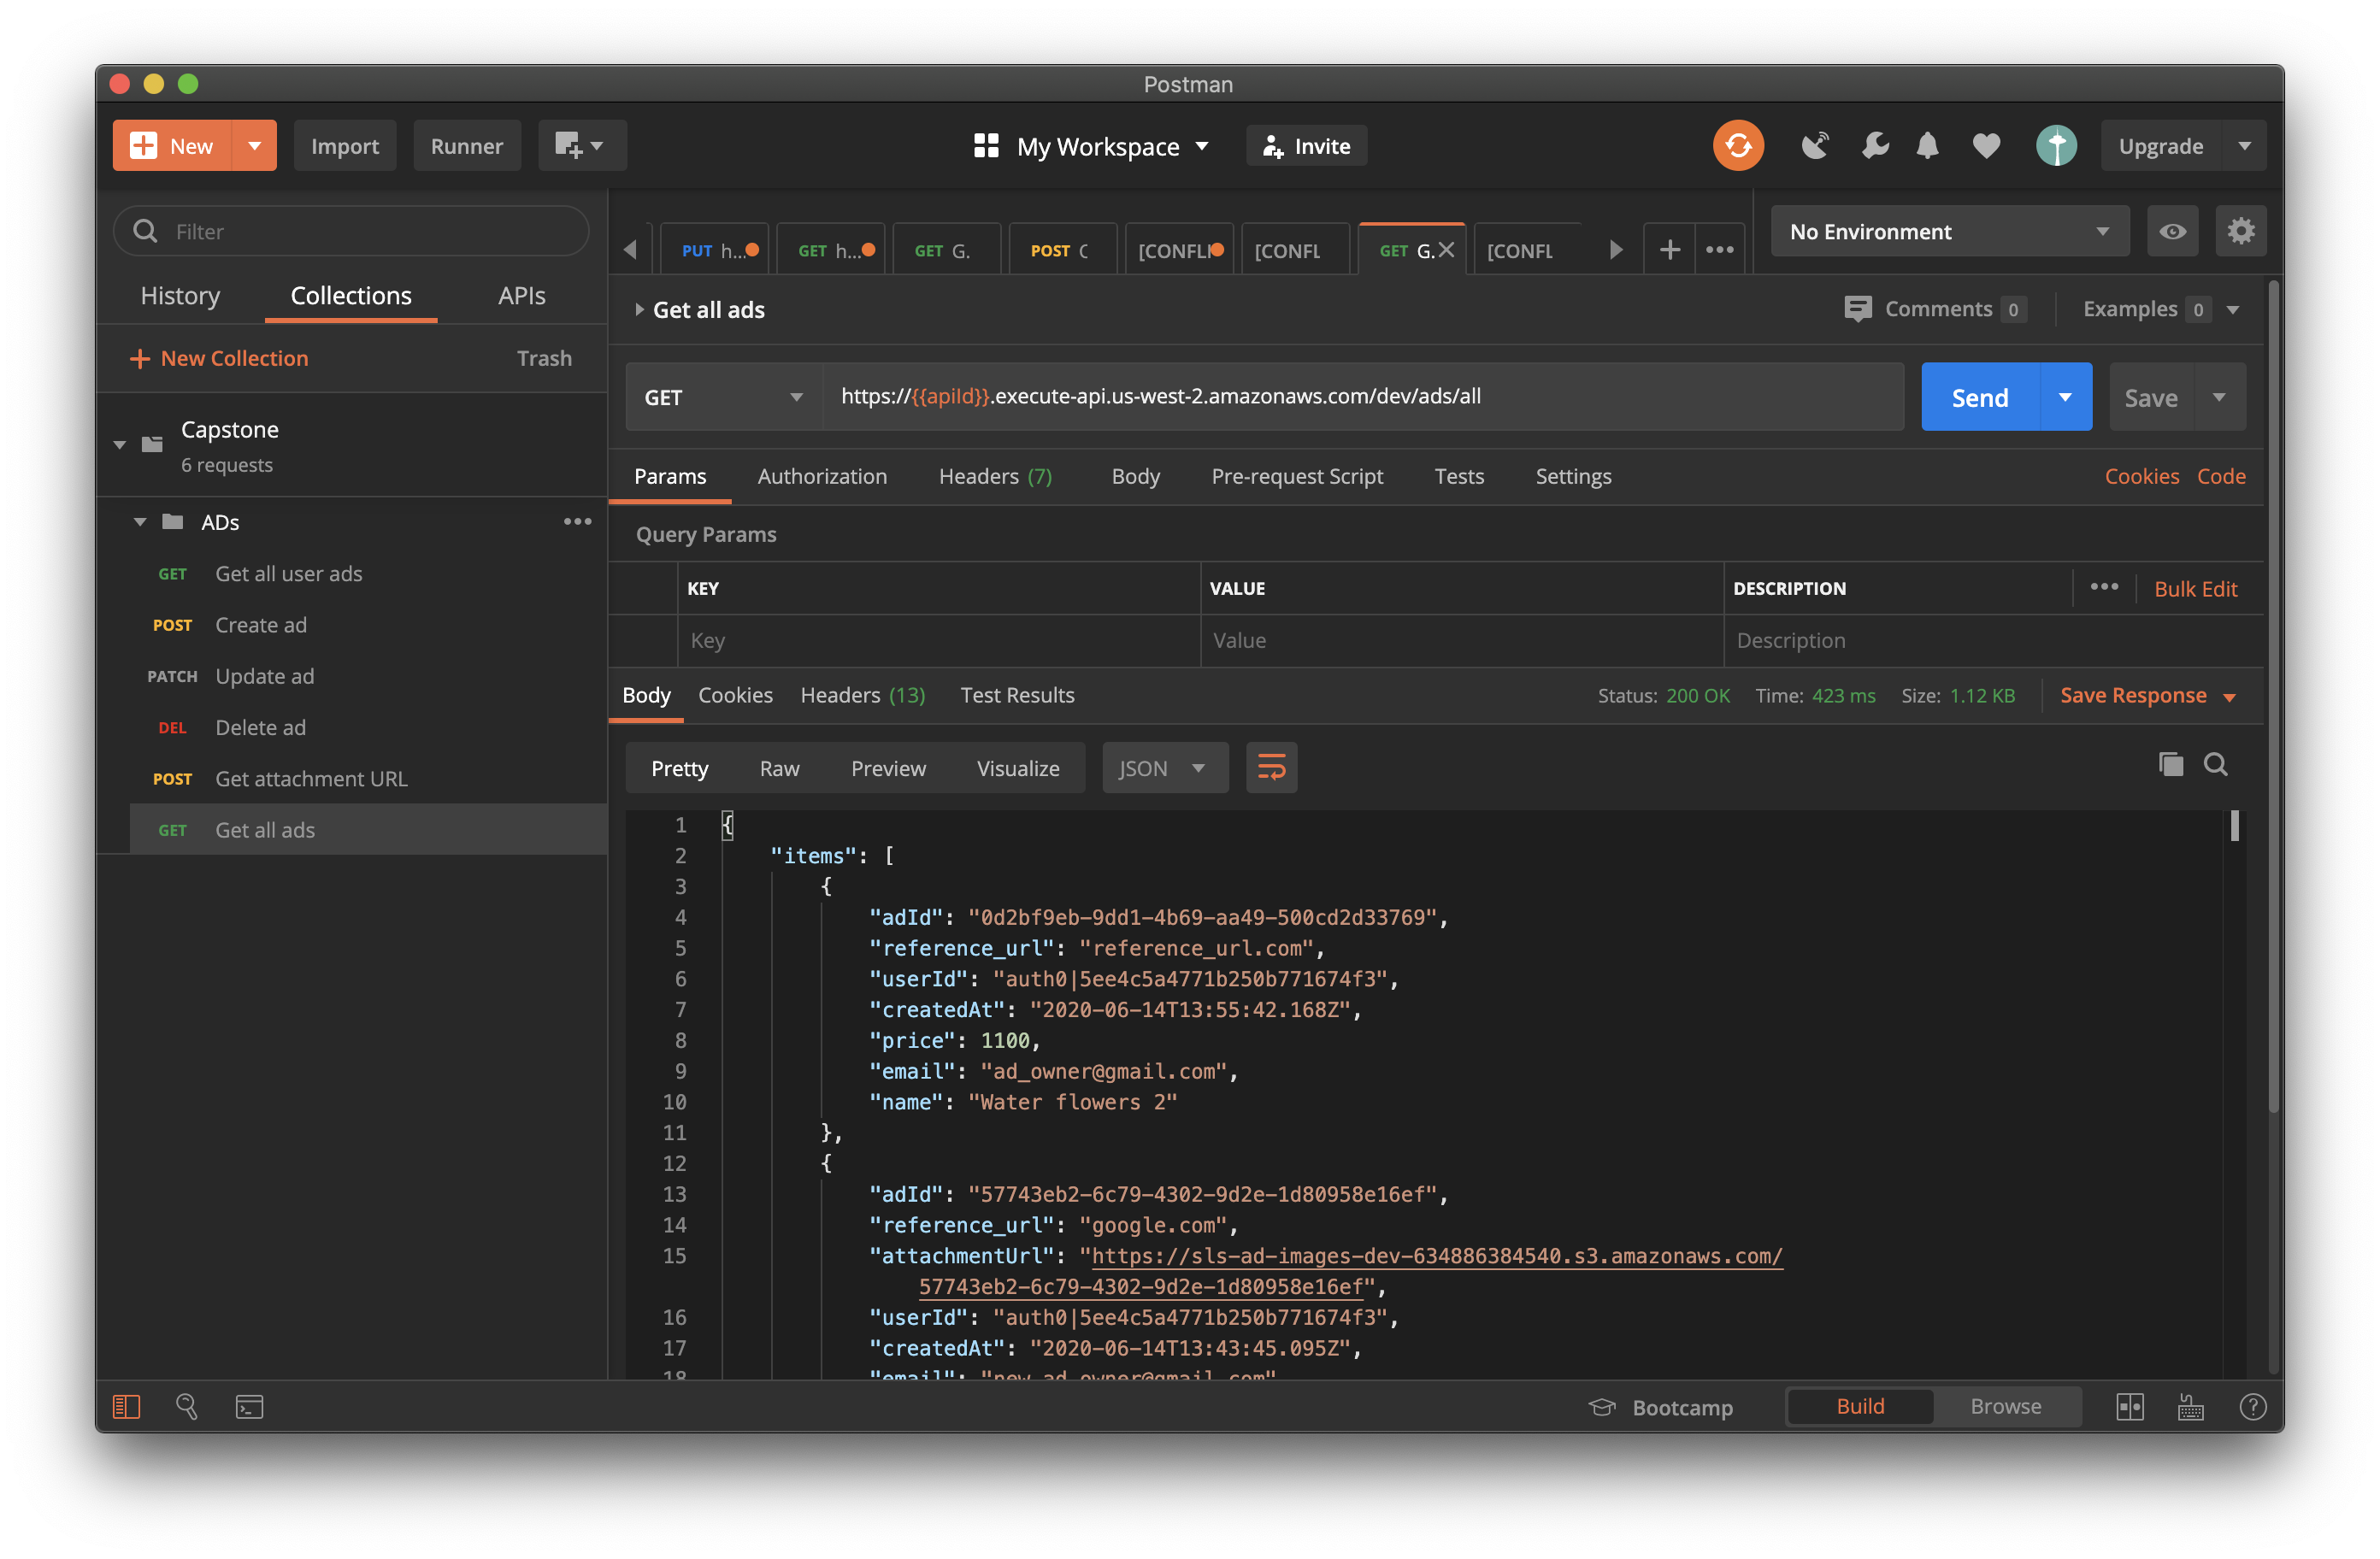 Postman
New
Import
Runner
My Workspace
Invite
Upgrade
Filter
History
Collections
APIs
New Collection
Trash
Capstone
6 requests
ADs
GET Get all user ads
POST Create ad
PATCH Update ad
DEL Delete ad
POST Get attachment URL
GET Get all ads
PUT h...
GET h...
GET G.
POST C
[CONFLI
[CONFL
GET G.
[CONFL
No Environment
Get all ads
Comments 0
Examples 0
GET
https://{{apiId}}.execute-api.us-west-2.amazonaws.com/dev/ads/all
Send
Save
Params
Authorization
Headers (7)
Body
Pre-request Script
Tests
Settings
Cookies
Code
Query Params
KEY
VALUE
DESCRIPTION
Bulk Edit
Key
Value
Description
Body
Cookies
Headers (13)
Test Results
Status: 200 OK
Time: 423 ms
Size: 1.12 KB
Save Response
Pretty
Raw
Preview
Visualize
JSON
1 {
2 "items": [
3 {
4 "adId": "0d2bf9eb-9dd1-4b69-aa49-500cd2d33769",
5 "reference_url": "reference_url.com",
6 "userId": "auth0|5ee4c5a4771b250b771674f3",
7 "createdAt": "2020-06-14T13:55:42.168Z",
8 "price": 1100,
9 "email": "ad_owner@gmail.com",
10 "name": "Water flowers 2"
11 },
12 {
13 "adId": "57743eb2-6c79-4302-9d2e-1d80958e16ef",
14 "reference_url": "google.com",
15 "attachmentUrl": "https://sls-ad-images-dev-634886384540.s3.amazonaws.com/
57743eb2-6c79-4302-9d2e-1d80958e16ef",
16 "userId": "auth0|5ee4c5a4771b250b771674f3",
17 "createdAt": "2020-06-14T13:43:45.095Z",
18 "email": "new_ad_owner@gmail.com"
Bootcamp
Build
Browse